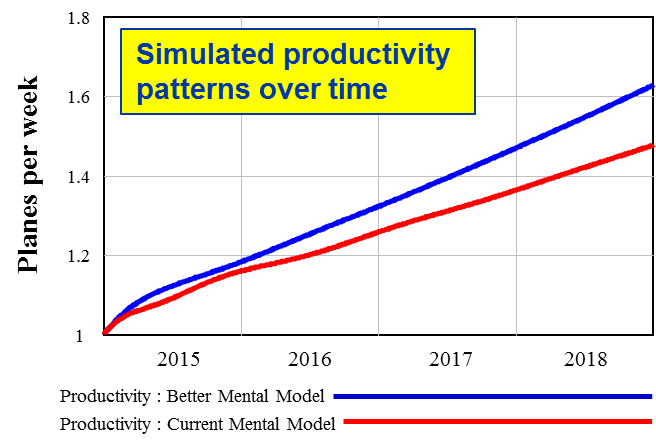 1.8
Simulated productivity
patterns over time
1.6
1.4
1.2
1
Planes per week
2015 2016 2017 2018
Productivity : Better Mental Model
Productivity : Current Mental Model